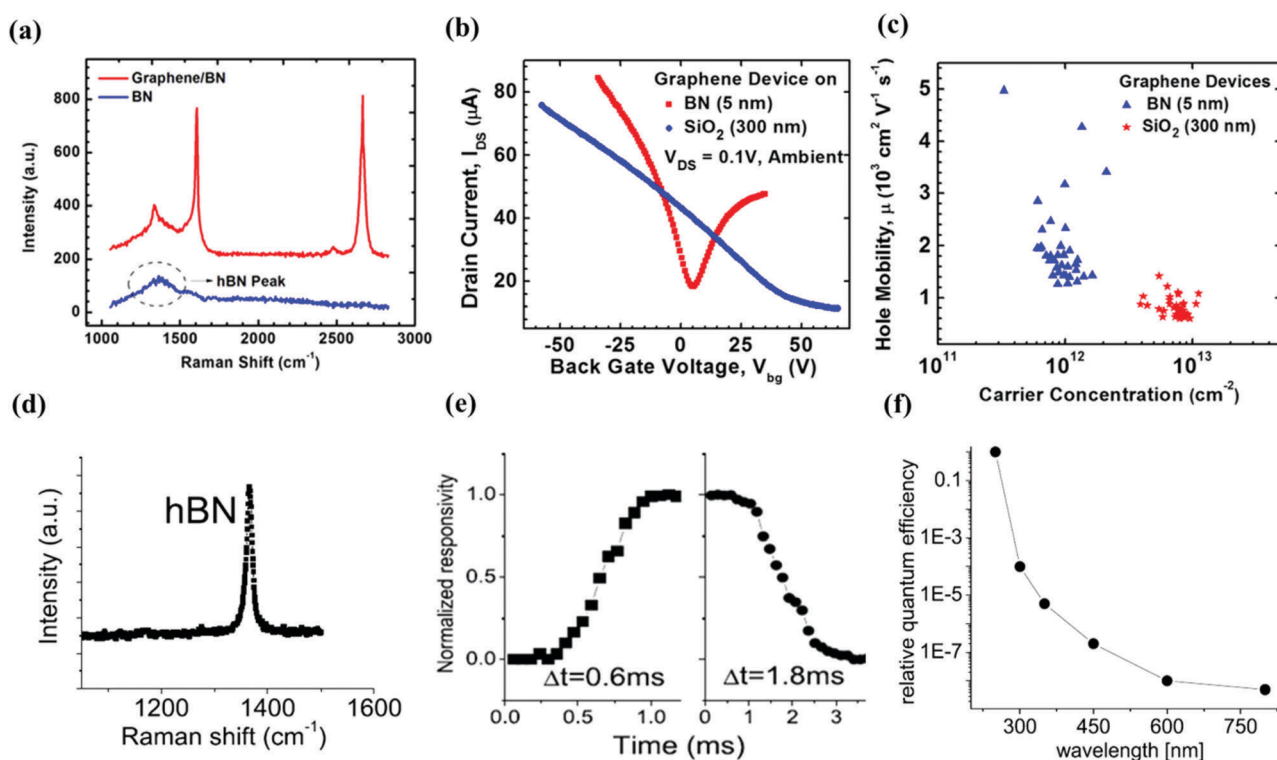 (a)
Graphene/BN
BN
hBN Peak
Intensity (a.u.)
800
600
400
200
0
1000 1500 2000 2500 3000
Raman Shift (cm⁻¹)
(b)
Graphene Device on
BN (5 nm)
SiO₂ (300 nm)
V_DS = 0.1V, Ambient
Drain Current, I_DS (μA)
80
60
40
20
-50 -25 0 25 50
Back Gate Voltage, V_bg (V)
(c)
Graphene Devices
BN (5 nm)
SiO₂ (300 nm)
Hole Mobility, μ (10³ cm² V⁻¹ s⁻¹)
5
4
3
2
1
10¹¹ 10¹² 10¹³
Carrier Concentration (cm⁻²)
(d)
hBN
Intensity (a.u.)
1200 1400 1600
Raman shift (cm⁻¹)
(e)
Normalized responsivity
1.0
0.5
0.0
Δt=0.6ms
Δt=1.8ms
0.0 0.5 1.0 0 1 2 3
Time (ms)
(f)
relative quantum efficiency
0.1
1E-3
1E-5
1E-7
300 450 600 750
wavelength [nm]